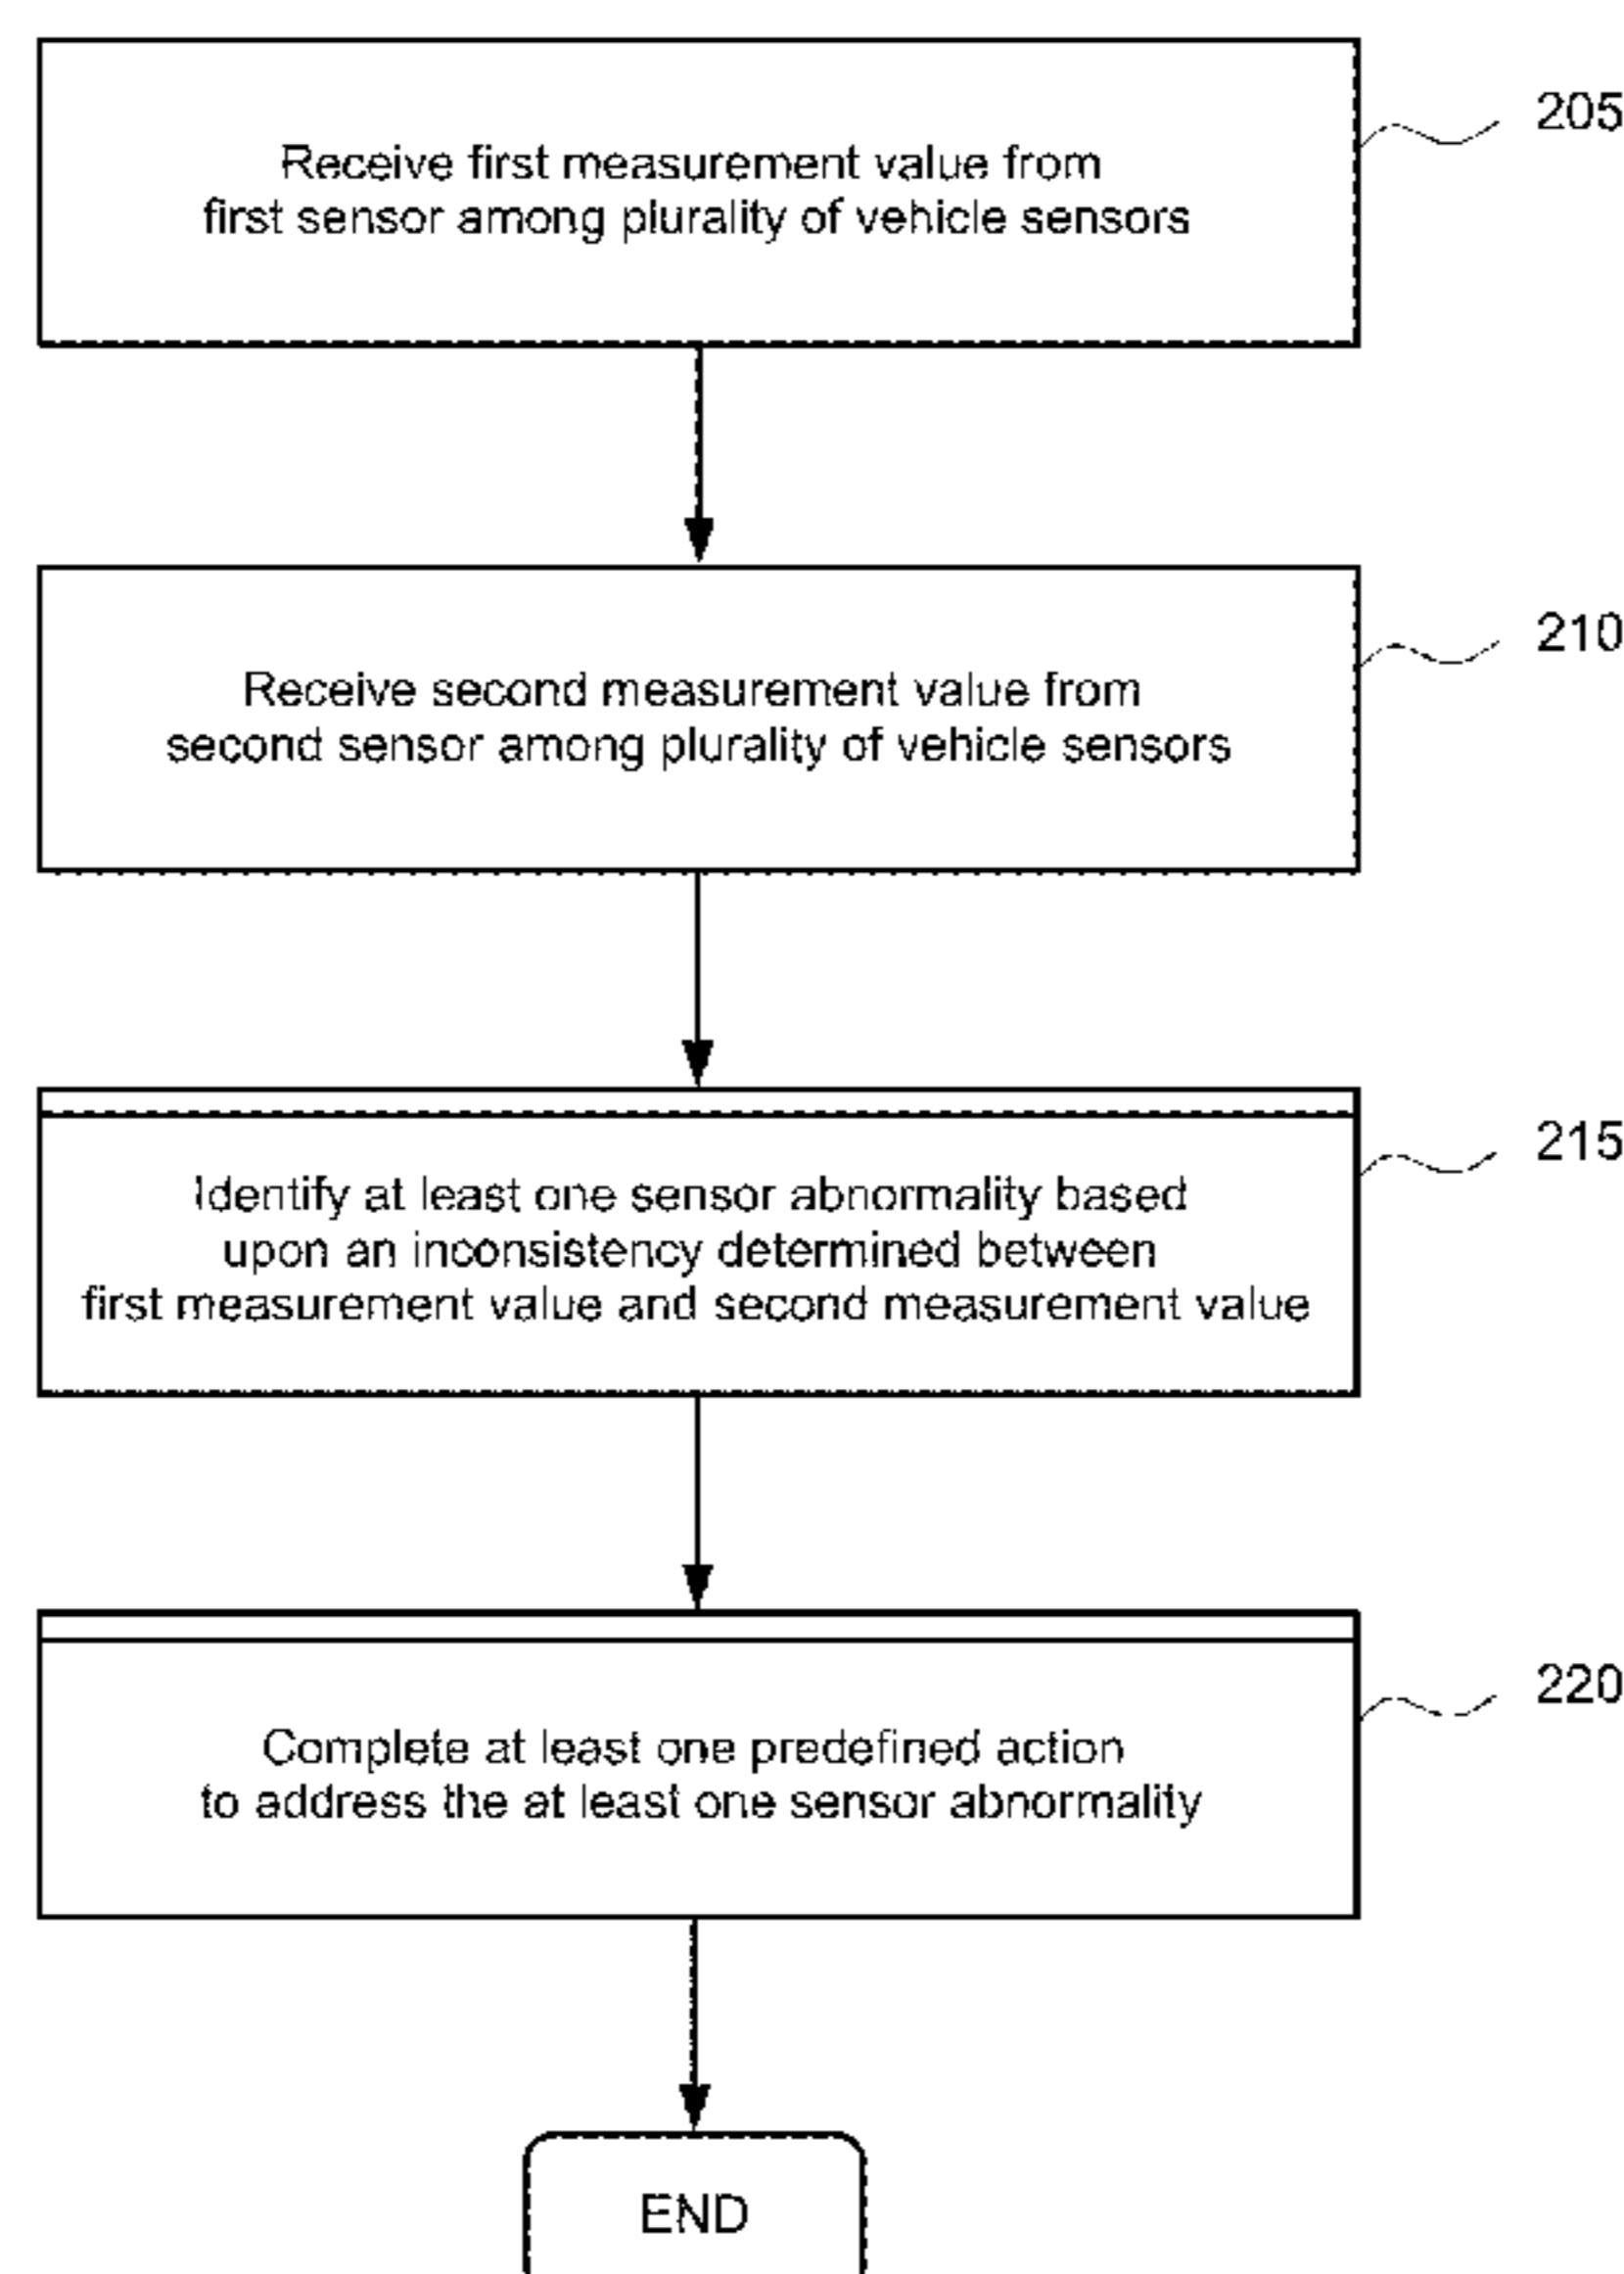 Receive first measurement value from
first sensor among plurality of vehicle sensors
205
Receive second measurement value from
second sensor among plurality of vehicle sensors
210
Identify at least one sensor abnormality based
upon an inconsistency determined between
first measurement value and second measurement value
215
Complete at least one predefined action
to address the at least one sensor abnormality
220
END